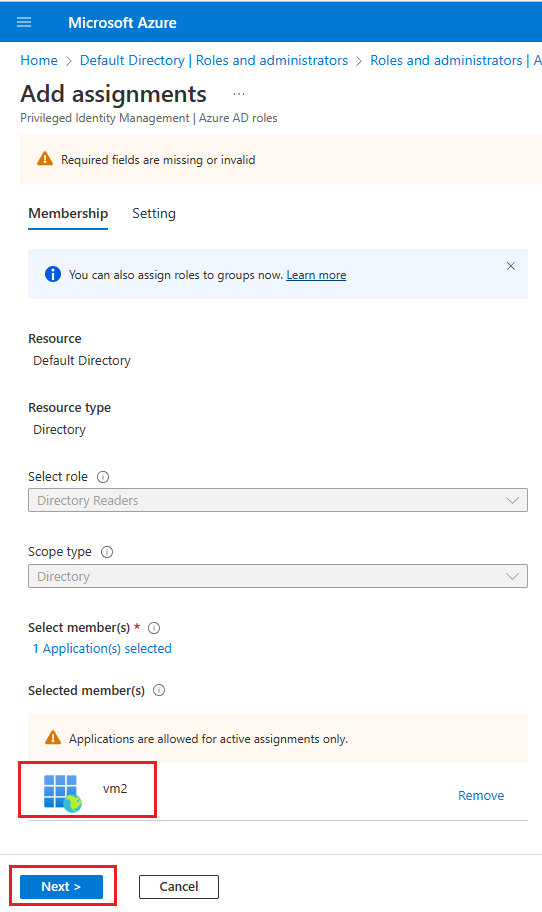 Microsoft Azure
Home > Default Directory | Roles and administrators > Roles and administrators | A
Add assignments ...
Privileged Identity Management | Azure AD roles
Required fields are missing or invalid
Membership Setting
You can also assign roles to groups now. Learn more
Resource
Default Directory
Resource type
Directory
Select role
Directory Readers
Scope type
Directory
Select member(s) *
1 Application(s) selected
Selected member(s)
Applications are allowed for active assignments only.
vm2
Remove
Next > Cancel